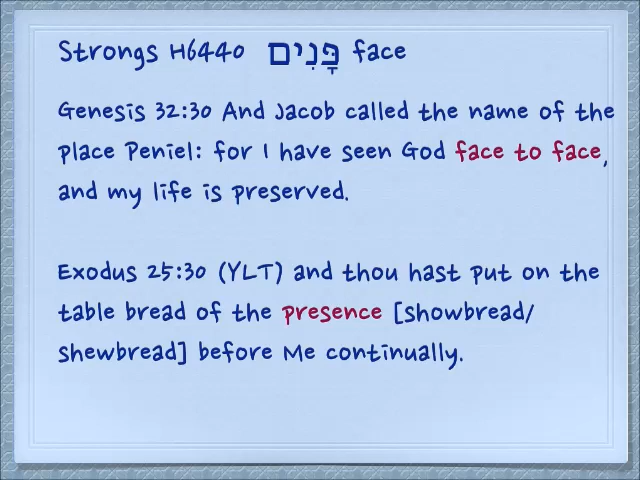 Strongs H6440 פָּנִים face
Genesis 32:30 And Jacob called the name of the
place Peniel: for I have seen God face to face,
and my life is preserved.
Exodus 25:30 (YLT) and thou hast put on the
table bread of the presence [showbread/
shewbread] before Me continually.